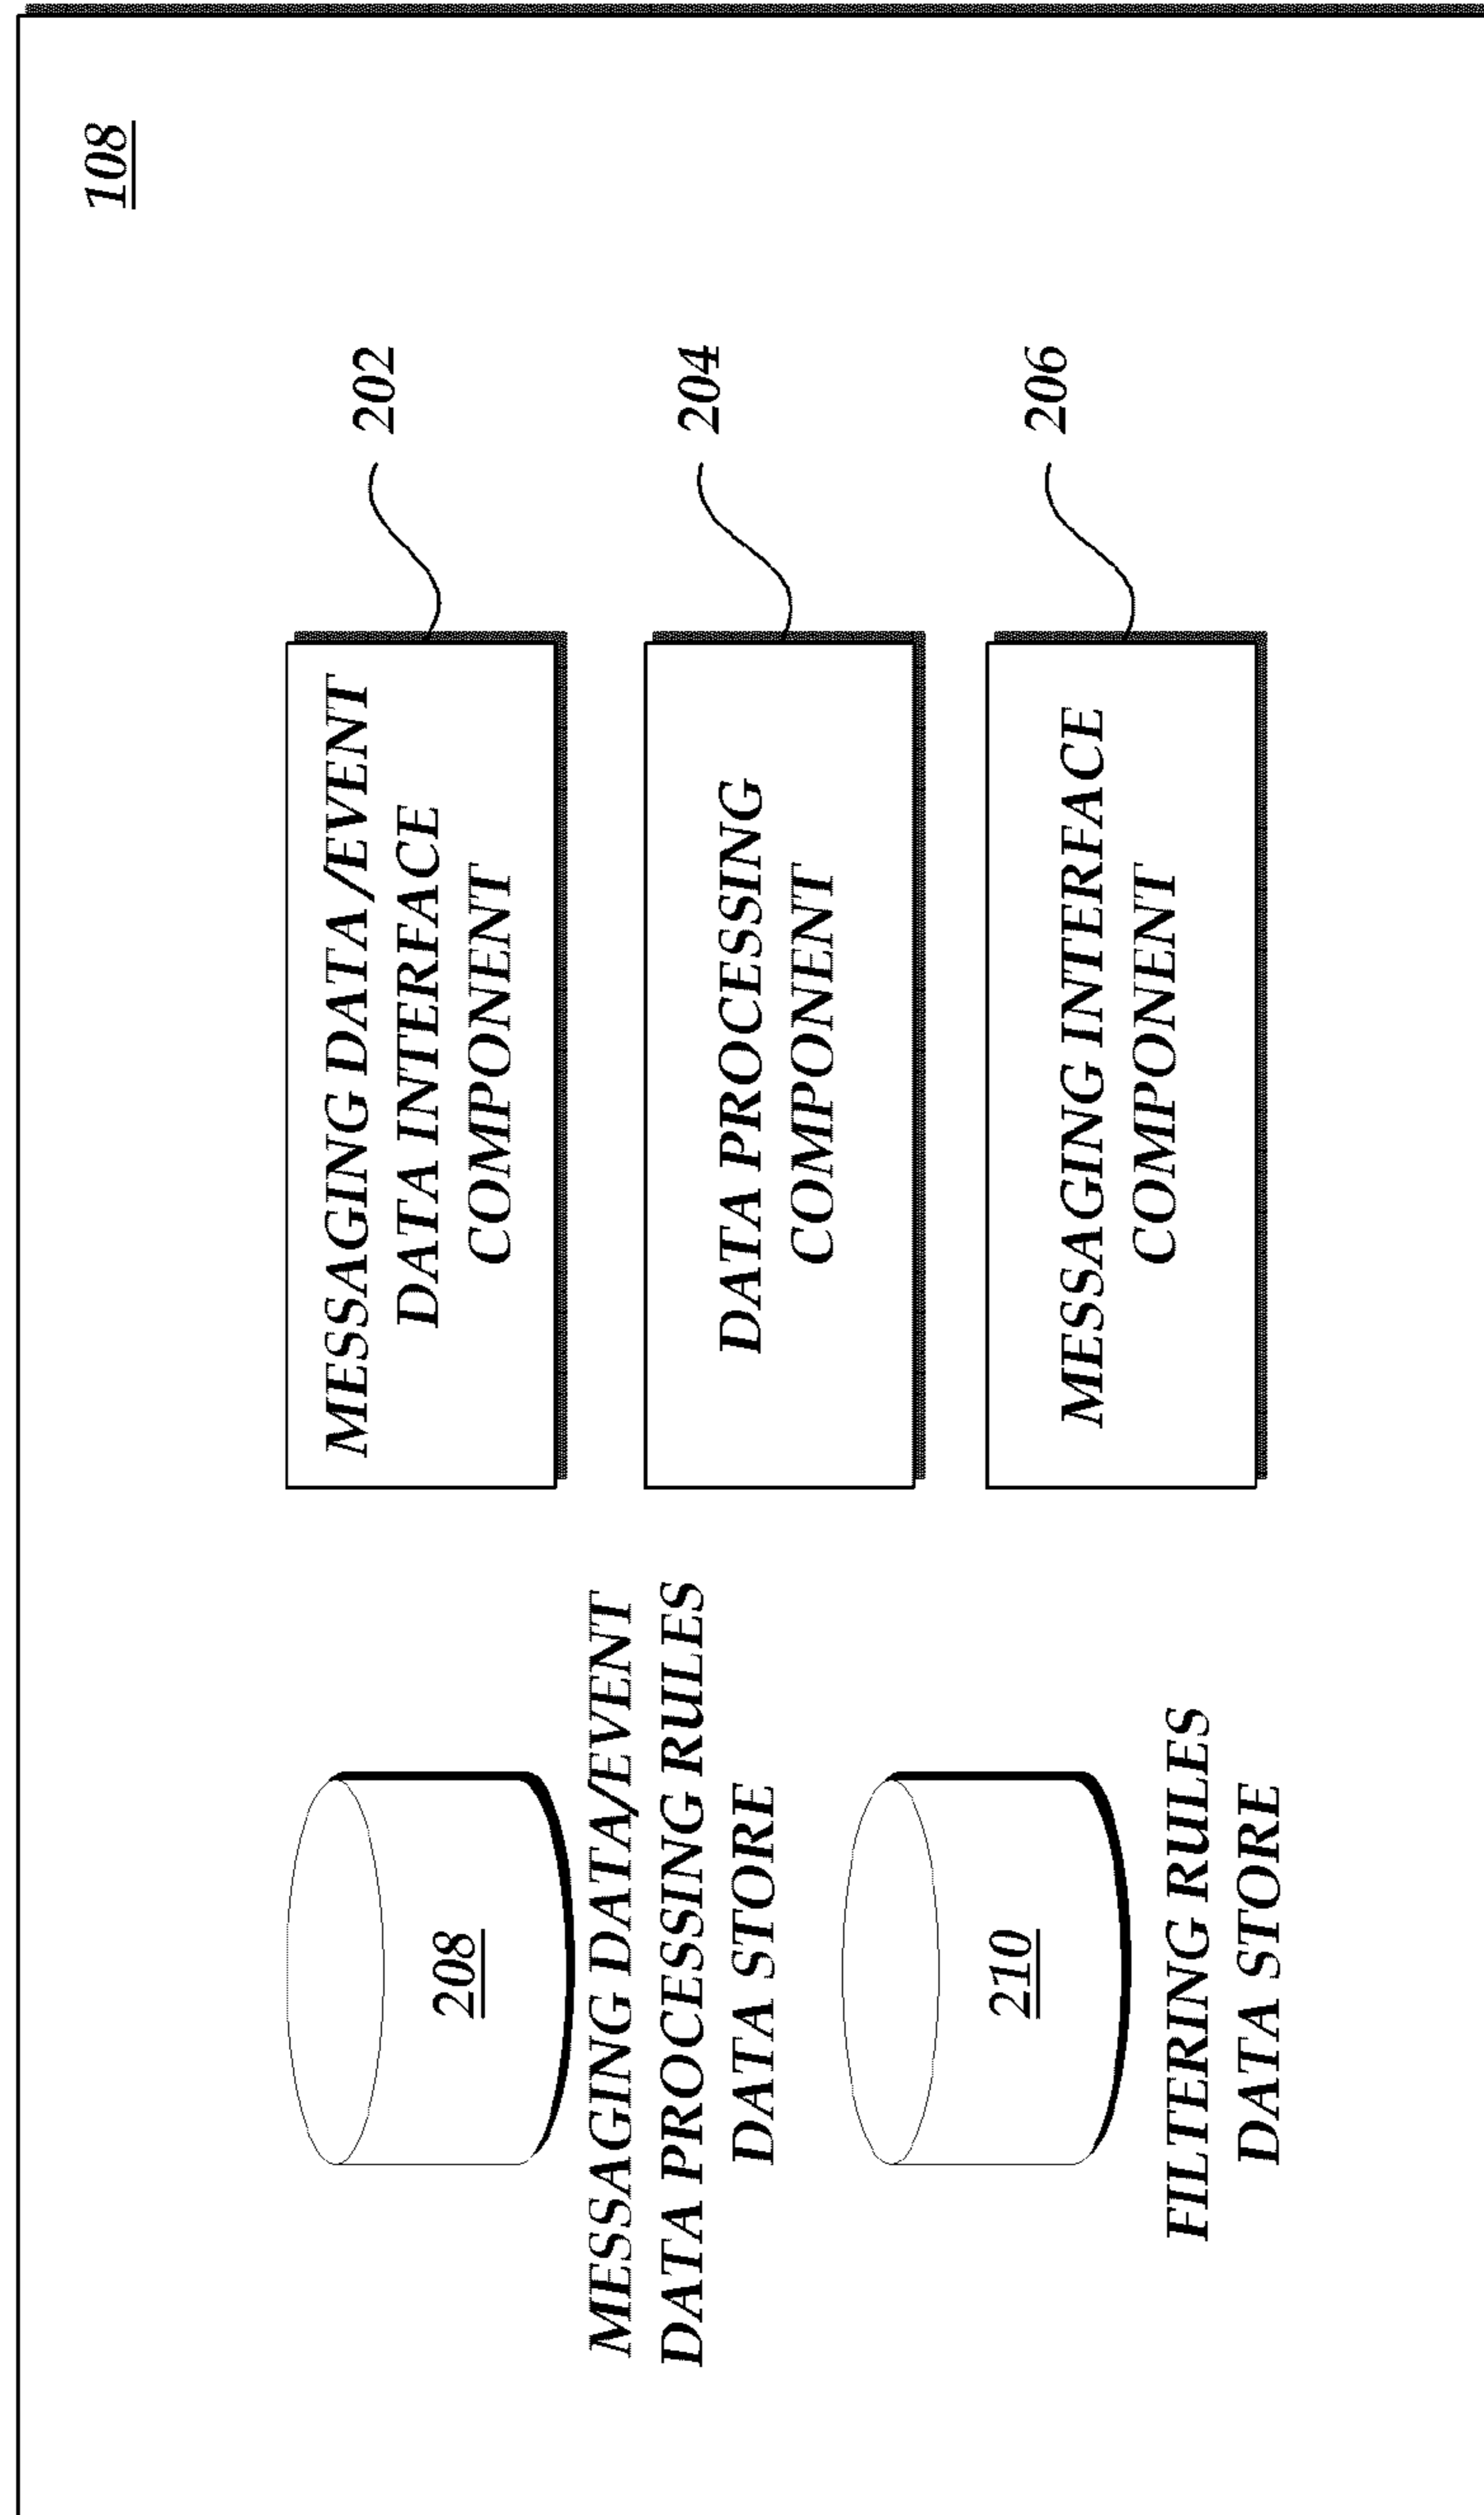 108
MESSAGING DATA/EVENT
DATA INTERFACE
COMPONENT
202
DATA PROCESSING
COMPONENT
204
MESSAGING INTERFACE
COMPONENT
206
208
MESSAGING DATA/EVENT
DATA PROCESSING RULES
DATA STORE
210
FILTERING RULES
DATA STORE